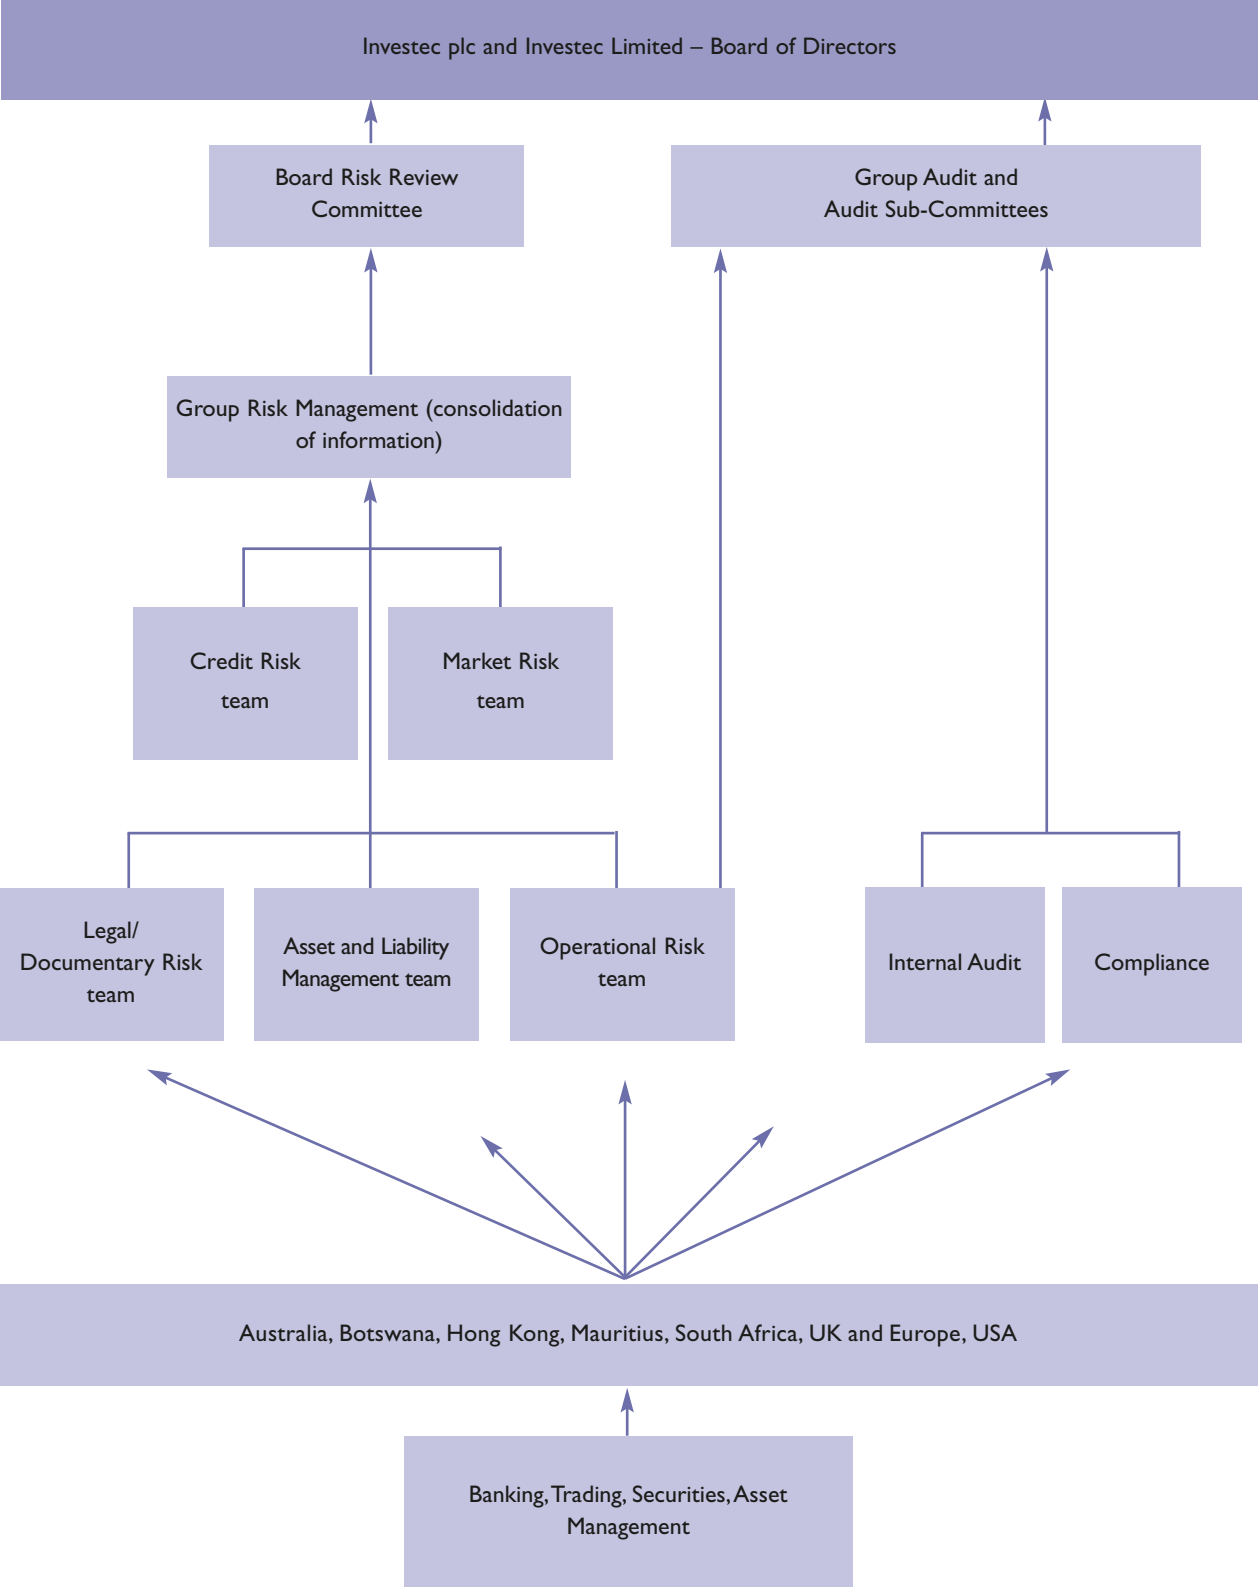 Investec plc and Investec Limited – Board of Directors
Board Risk Review
Committee
Group Audit and
Audit Sub-Committees
Group Risk Management (consolidation
of information)
Credit Risk
team
Market Risk
team
Legal/
Documentary Risk
team
Asset and Liability
Management team
Operational Risk
team
Internal Audit
Compliance
Australia, Botswana, Hong Kong, Mauritius, South Africa, UK and Europe, USA
Banking, Trading, Securities, Asset
Management